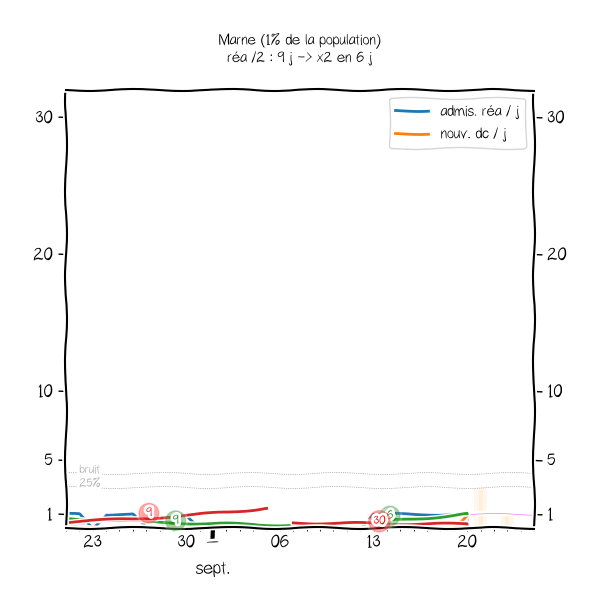 Marne (1% de la population)
réa /2 : 9 j -> x2 en 6 j
admis. réa / j
nouv. dc / j
30 30
20 20
10 10
5 5
bruit
25%
1 1
9 9 30 6
23 30 06 13 20
sept.